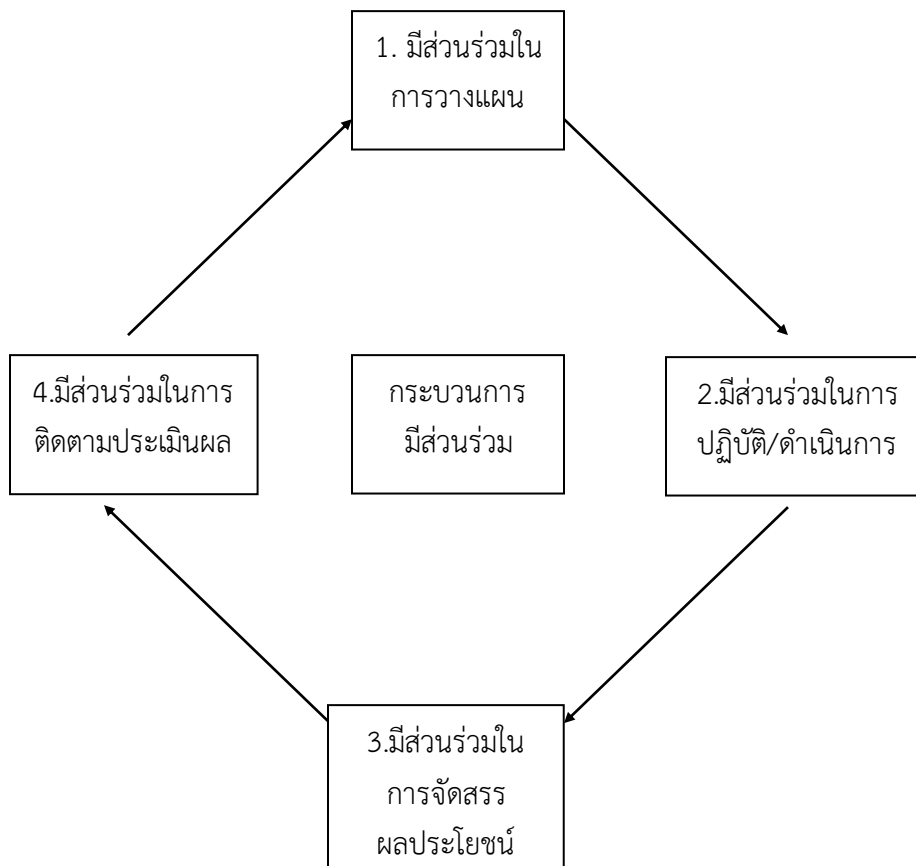 1. มีส่วนร่วมใน
การวางแผน
4.มีส่วนร่วมในการ
ติดตามประเมินผล
กระบวนการ
มีส่วนร่วม
2.มีส่วนร่วมในการ
ปฏิบัติ/ดำเนินการ
3.มีส่วนร่วมใน
การจัดสรร
ผลประโยชน์